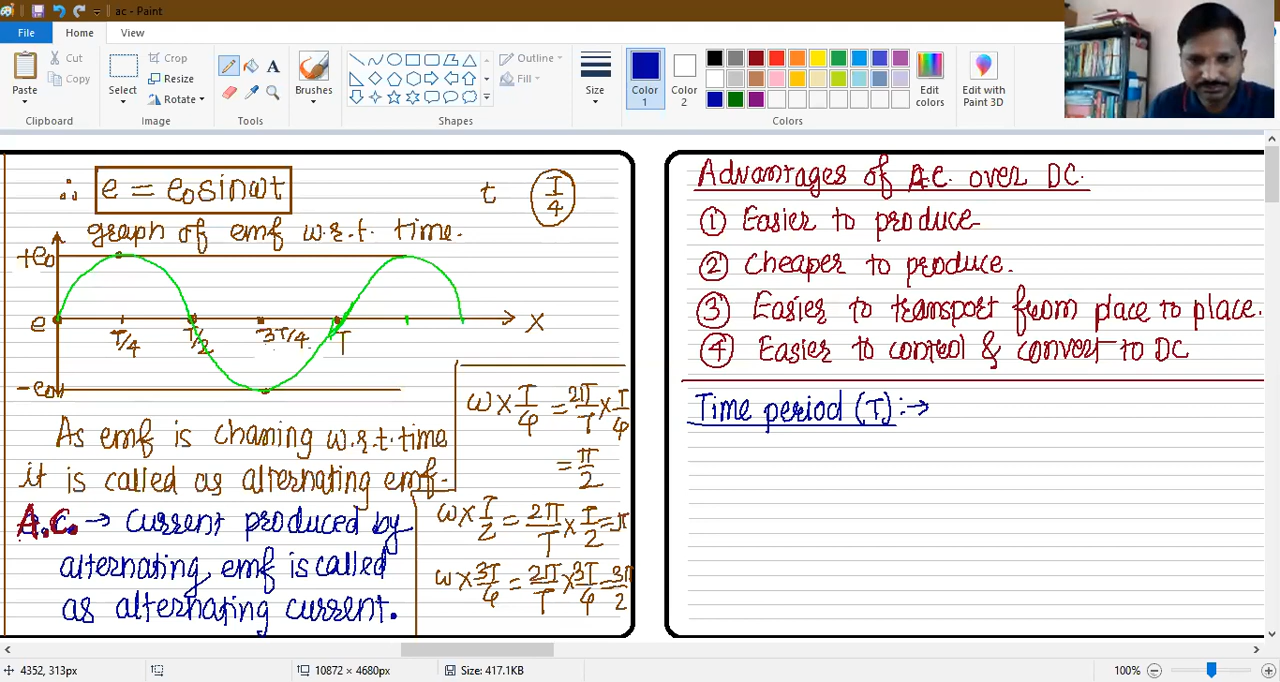 ac - Paint
File Home View
Paste Cut Copy Clipboard
Select Crop Resize Rotate Image
Tools
Brushes
Outline Fill Shapes
Size
Color 1 Color 2 Edit colors Edit with Paint 3D Colors
∴ e = e₀sinωt t T/4
graph of emf w.r.t. time.
+e₀
e T/4 T/2 3T/4 T X
-e₀
As emf is chaming w.r.t. time
it is called as alternating emf.
A.C. → Current produced by
alternating emf is called
as alternating current.
ω × T/4 = 2π/T × T/4
= π/2
ω × T/2 = 2π/T × T/2 = π
ω × 3T/4 = 2π/T × 3T/4 = 3π/2
Advantages of A.C. over DC.
① Easier to produce
② Cheaper to produce.
③ Easier to transport from place to place.
④ Easier to control & convert to DC
Time period (T) :→
4352, 313px 10872 × 4680px Size: 417.1KB 100%